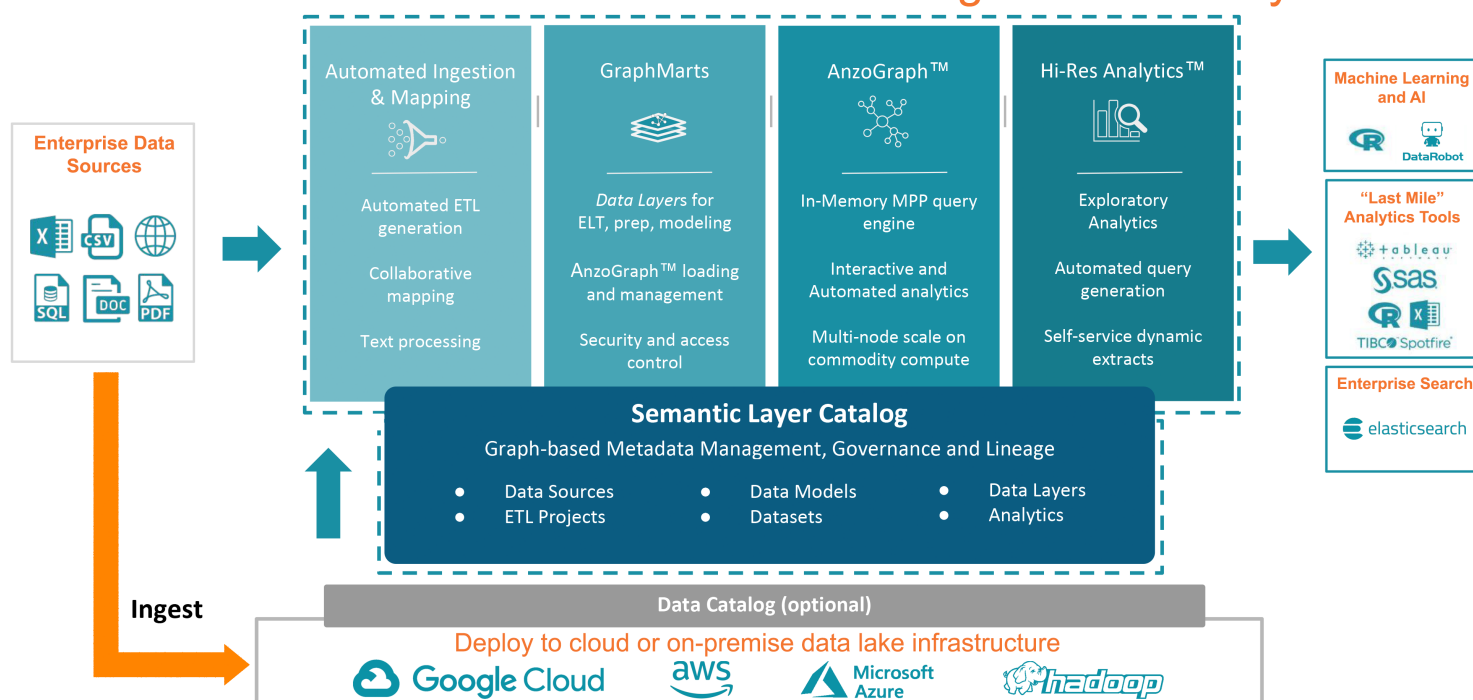 Automated Ingestion
& Mapping
Automated ETL
generation
Collaborative
mapping
Text processing
GraphMarts
Data Layers for
ELT, prep, modeling
AnzoGraph™ loading
and management
Security and access
control
AnzoGraph™
In-Memory MPP query
engine
Interactive and
Automated analytics
Multi-node scale on
commodity compute
Hi-Res Analytics™
Exploratory
Analytics
Automated query
generation
Self-service dynamic
extracts
Enterprise Data
Sources
X
CSV
SQL
DOC
PDF
Machine Learning
and AI
R
DataRobot
“Last Mile”
Analytics Tools
+ableau
SOFTWARE
sas
R X
TIBCO Spotfire®
Enterprise Search
elasticsearch
Semantic Layer Catalog
Graph-based Metadata Management, Governance and Lineage
● Data Sources ● Data Models ● Data Layers
● ETL Projects ● Datasets ● Analytics
Ingest
Data Catalog (optional)
Deploy to cloud or on-premise data lake infrastructure
Google Cloud
aws
Microsoft
Azure
hadoop